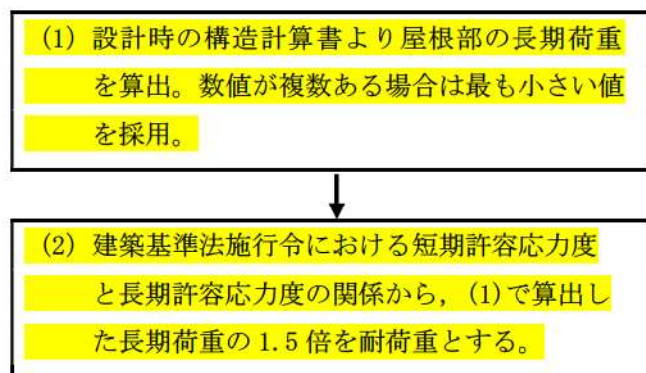 (1) 設計時の構造計算書より屋根部の長期荷重
を算出。数値が複数ある場合は最も小さい値
を採用。
(2) 建築基準法施行令における短期許容応力度
と長期許容応力度の関係から，(1)で算出し
た長期荷重の 1.5 倍を耐荷重とする。